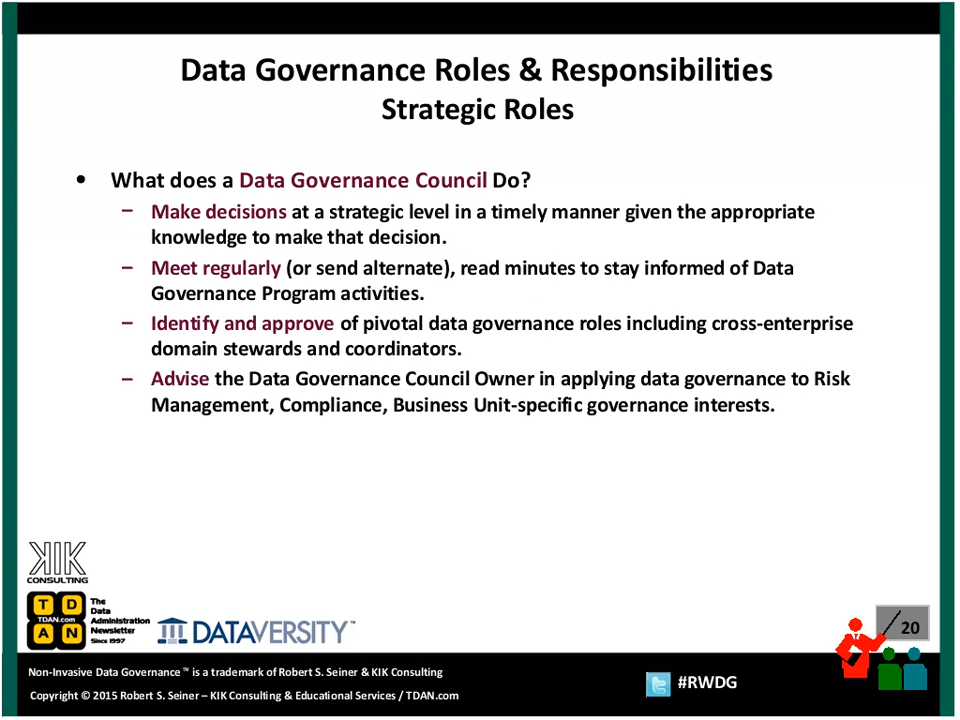 Data Governance Roles & Responsibilities
Strategic Roles
• What does a Data Governance Council Do?
– Make decisions at a strategic level in a timely manner given the appropriate
knowledge to make that decision.
– Meet regularly (or send alternate), read minutes to stay informed of Data
Governance Program activities.
– Identify and approve of pivotal data governance roles including cross-enterprise
domain stewards and coordinators.
– Advise the Data Governance Council Owner in applying data governance to Risk
Management, Compliance, Business Unit-specific governance interests.
KIK
CONSULTING
T D
TDAN.com
A N
The
Data
Administration
Newsletter
Since 1997
DATAVERSITY™
20
Non-Invasive Data Governance™ is a trademark of Robert S. Seiner & KIK Consulting
Copyright © 2015 Robert S. Seiner – KIK Consulting & Educational Services / TDAN.com
#RWDG